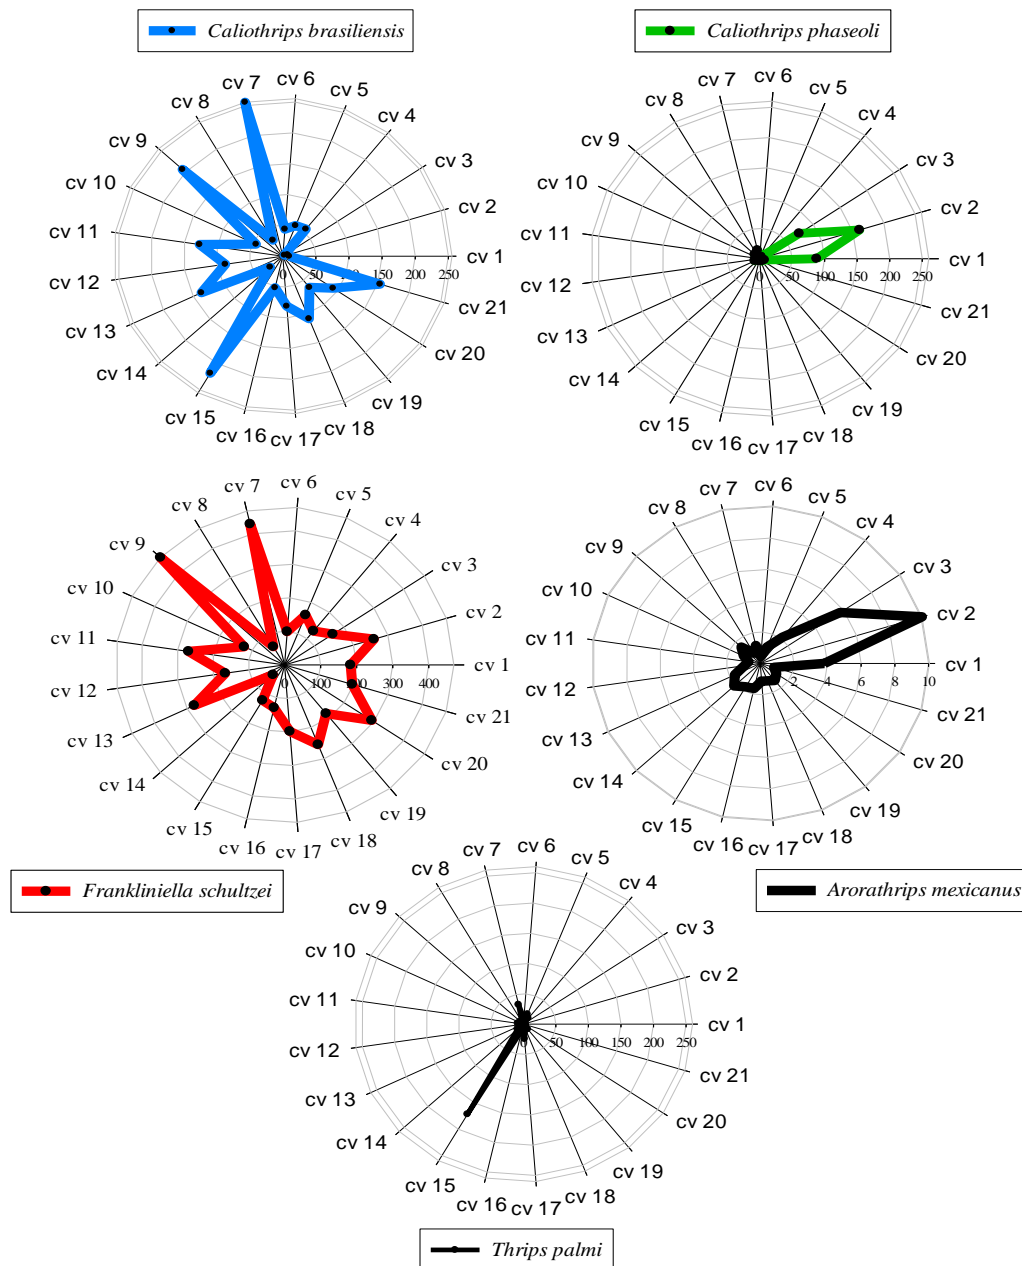 Caliothrips brasiliensis
Caliothrips phaseoli
cv 7
cv 6
cv 5
cv 4
cv 3
cv 2
cv 1
cv 21
cv 20
cv 19
cv 18
cv 17
cv 16
cv 15
cv 14
cv 13
cv 12
cv 11
cv 10
cv 9
cv 8
0 50 100 150 200 250
cv 7
cv 6
cv 5
cv 4
cv 3
cv 2
cv 1
cv 21
cv 20
cv 19
cv 18
cv 17
cv 16
cv 15
cv 14
cv 13
cv 12
cv 11
cv 10
cv 9
cv 8
0 50 100 150 200 250
cv 7
cv 6
cv 5
cv 4
cv 3
cv 2
cv 1
cv 21
cv 20
cv 19
cv 18
cv 17
cv 16
cv 15
cv 14
cv 13
cv 12
cv 11
cv 10
cv 9
cv 8
0 100 200 300 400
cv 7
cv 6
cv 5
cv 4
cv 3
cv 2
cv 1
cv 21
cv 20
cv 19
cv 18
cv 17
cv 16
cv 15
cv 14
cv 13
cv 12
cv 11
cv 10
cv 9
cv 8
2 4 6 8 10
Frankliniella schultzei
Arorathrips mexicanus
cv 7
cv 6
cv 5
cv 4
cv 3
cv 2
cv 1
cv 21
cv 20
cv 19
cv 18
cv 17
cv 16
cv 15
cv 14
cv 13
cv 12
cv 11
cv 10
cv 9
cv 8
0 50 100 150 200 250
Thrips palmi